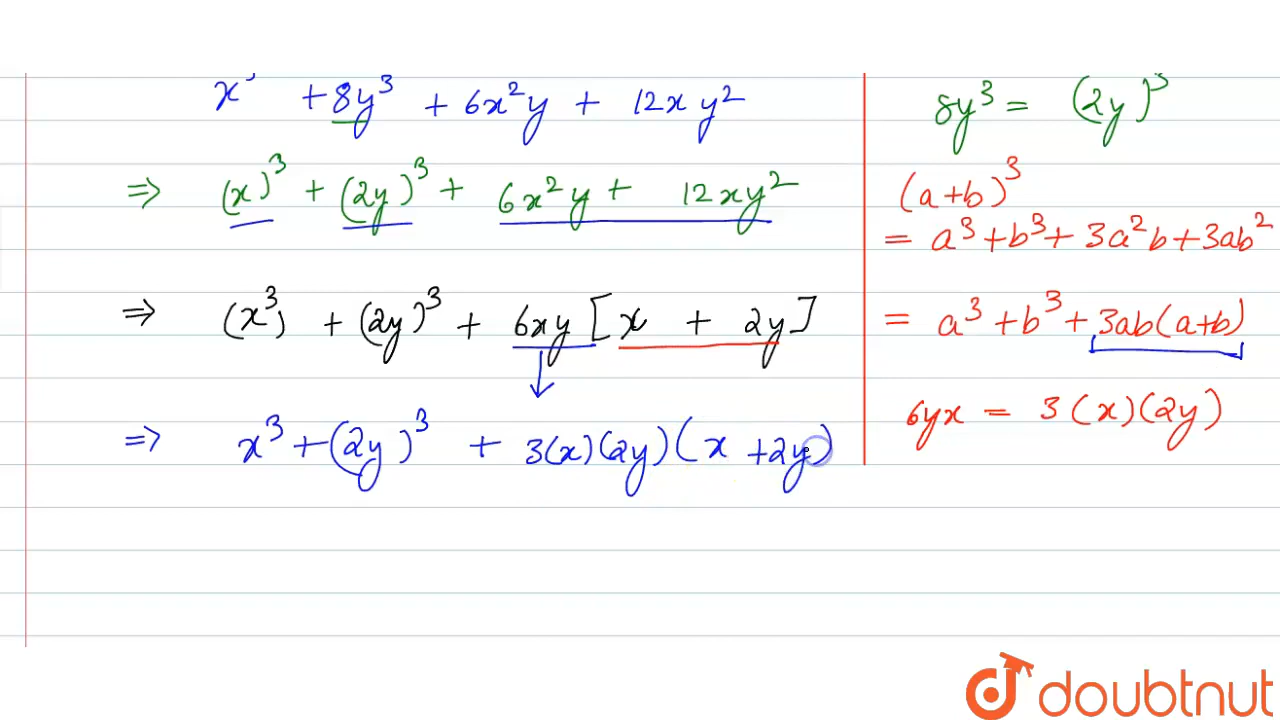 x³ + 8y³ + 6x²y + 12xy²
⇒ (x)³ + (2y)³ + 6x²y + 12xy²
⇒ (x³) + (2y)³ + 6xy [x + 2y]
⇒ x³ + (2y)³ + 3(x)(2y)(x + 2y)
8y³ = (2y)³
(a+b)³
= a³ + b³ + 3a²b + 3ab²
= a³ + b³ + 3ab(a+b)
6yx = 3(x)(2y)
doubtnut